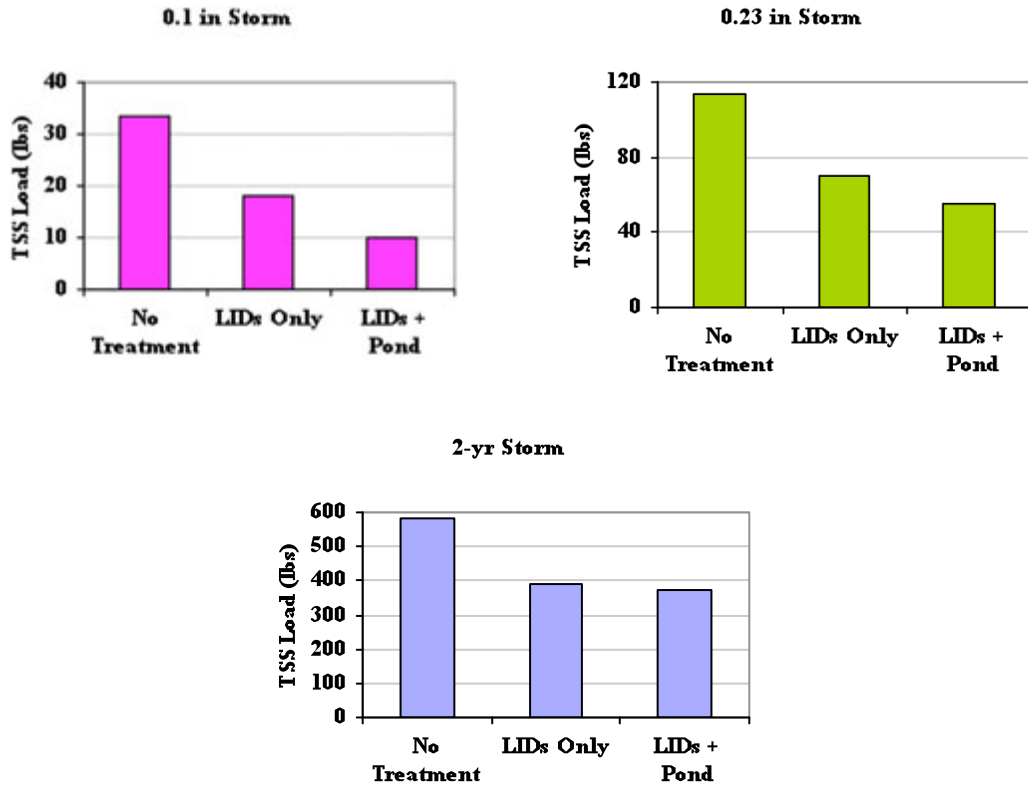 0.1 in Storm
TSS Load (lbs)
40
30
20
10
0
No Treatment
LIDs Only
LIDs + Pond
0.23 in Storm
TSS Load (lbs)
120
80
40
0
No Treatment
LIDs Only
LIDs + Pond
2-yr Storm
TSS Load (lbs)
600
500
400
300
200
100
0
No Treatment
LIDs Only
LIDs + Pond